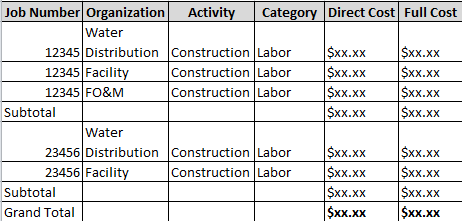 Job Number Organization Activity Category Direct Cost Full Cost
Water
12345 Distribution Construction Labor $xx.xx $xx.xx
12345 Facility Construction Labor $xx.xx $xx.xx
12345 FO&M Construction Labor $xx.xx $xx.xx
Subtotal $xx.xx $xx.xx
Water
23456 Distribution Construction Labor $xx.xx $xx.xx
23456 Facility Construction Labor $xx.xx $xx.xx
Subtotal $xx.xx $xx.xx
Grand Total $xx.xx $xx.xx